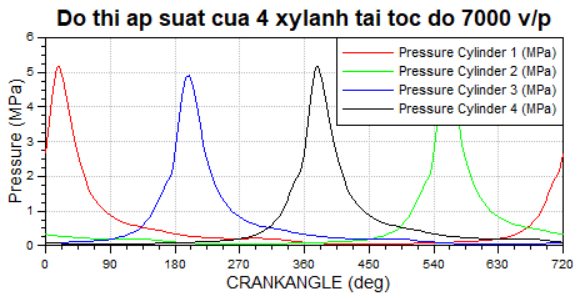 Do thi ap suat cua 4 xylanh tai toc do 7000 v/p
Pressure (MPa)
6
5
4
3
2
1
0
Pressure Cylinder 1 (MPa)
Pressure Cylinder 2 (MPa)
Pressure Cylinder 3 (MPa)
Pressure Cylinder 4 (MPa)
0 90 180 270 360 450 540 630 720
CRANKANGLE (deg)